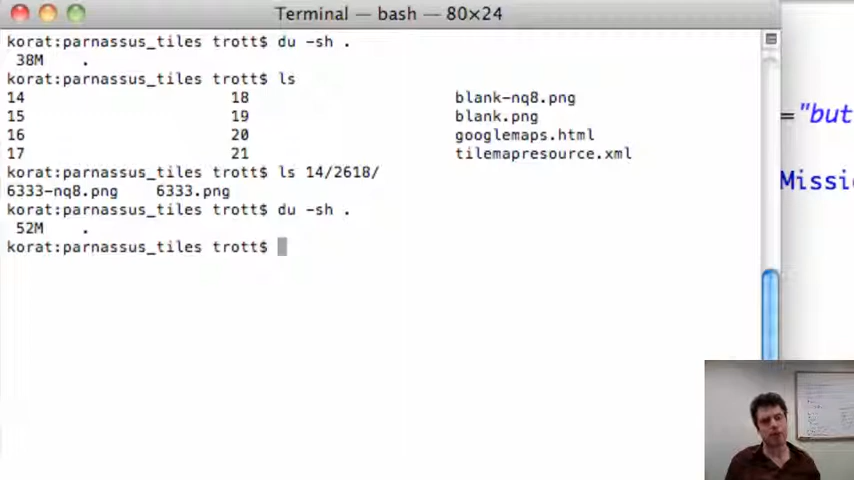 Terminal — bash — 80×24
korat:parnassus_tiles trott$ du -sh .
38M .
korat:parnassus_tiles trott$ ls
14 18 blank-nq8.png
15 19 blank.png
16 20 googlemaps.html
17 21 tilemapresource.xml
korat:parnassus_tiles trott$ ls 14/2618/
6333-nq8.png 6333.png
korat:parnassus_tiles trott$ du -sh .
52M .
korat:parnassus_tiles trott$
="but
Missi